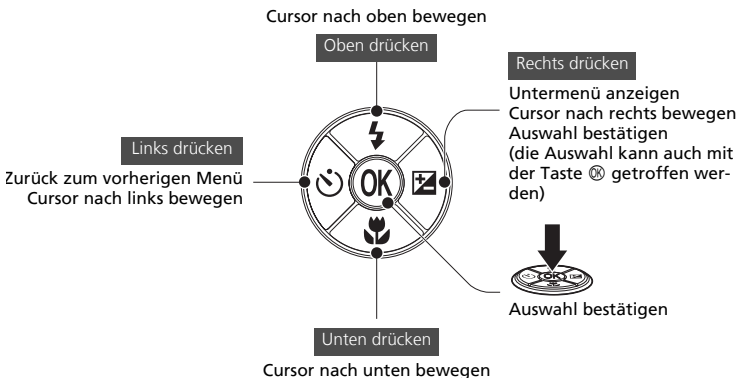 Cursor nach oben bewegen
Oben drücken
Rechts drücken
Untermenü anzeigen
Cursor nach rechts bewegen
Auswahl bestätigen
(die Auswahl kann auch mit
der Taste OK getroffen wer-
den)
Links drücken
Zurück zum vorherigen Menü
Cursor nach links bewegen
OK
OK
Auswahl bestätigen
Unten drücken
Cursor nach unten bewegen